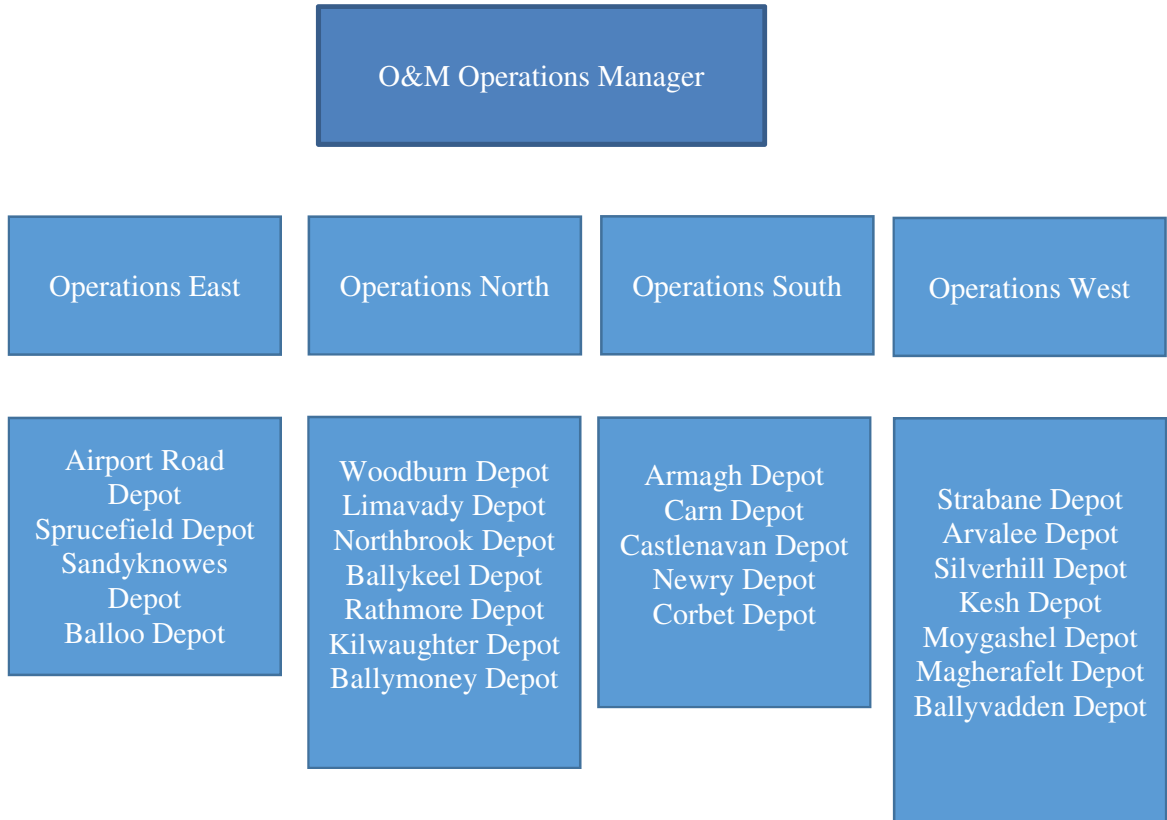 O&M Operations Manager
Operations East
Operations North
Operations South
Operations West
Airport Road
Depot
Sprucefield Depot
Sandyknowes
Depot
Balloo Depot
Woodburn Depot
Limavady Depot
Northbrook Depot
Ballykeel Depot
Rathmore Depot
Kilwaughter Depot
Ballymoney Depot
Armagh Depot
Carn Depot
Castlenavan Depot
Newry Depot
Corbet Depot
Strabane Depot
Arvalee Depot
Silverhill Depot
Kesh Depot
Moygashel Depot
Magherafelt Depot
Ballyvadden Depot